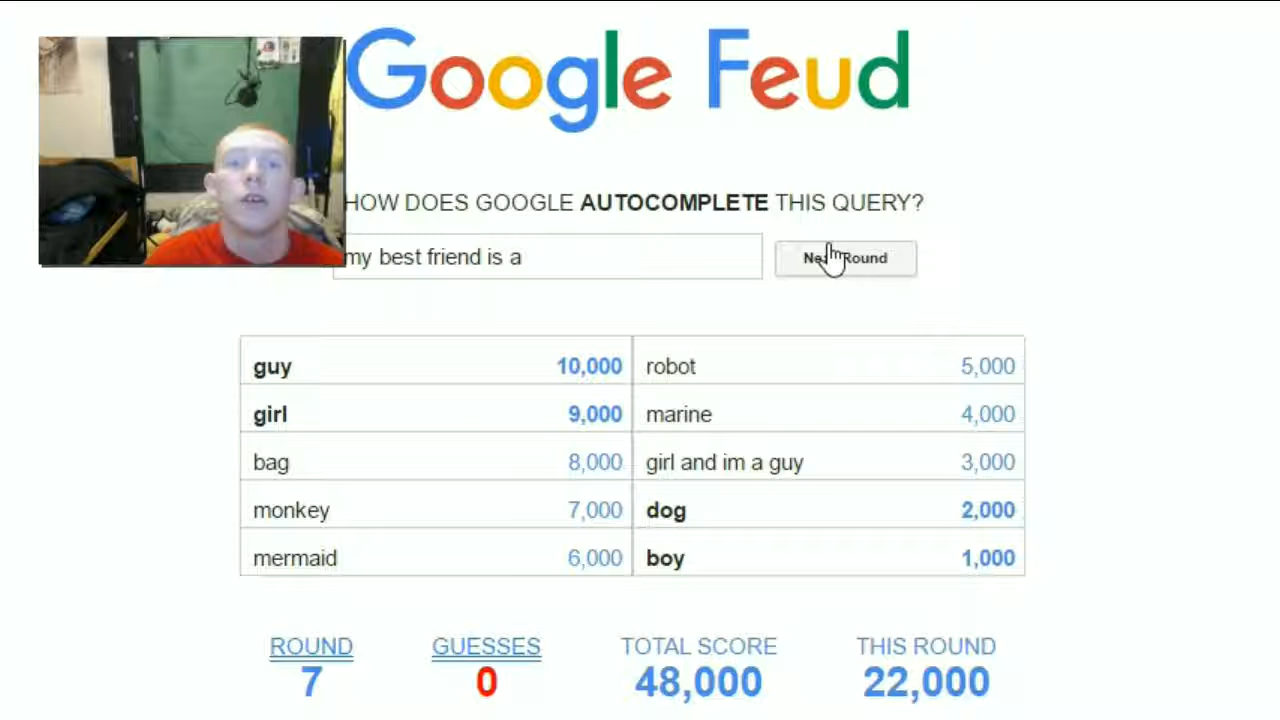 Google Feud
HOW DOES GOOGLE AUTOCOMPLETE THIS QUERY?
my best friend is a
Round
guy 10,000 robot 5,000
girl 9,000 marine 4,000
bag 8,000 girl and im a guy 3,000
monkey 7,000 dog 2,000
mermaid 6,000 boy 1,000
ROUND GUESSES TOTAL SCORE THIS ROUND
7 0 48,000 22,000